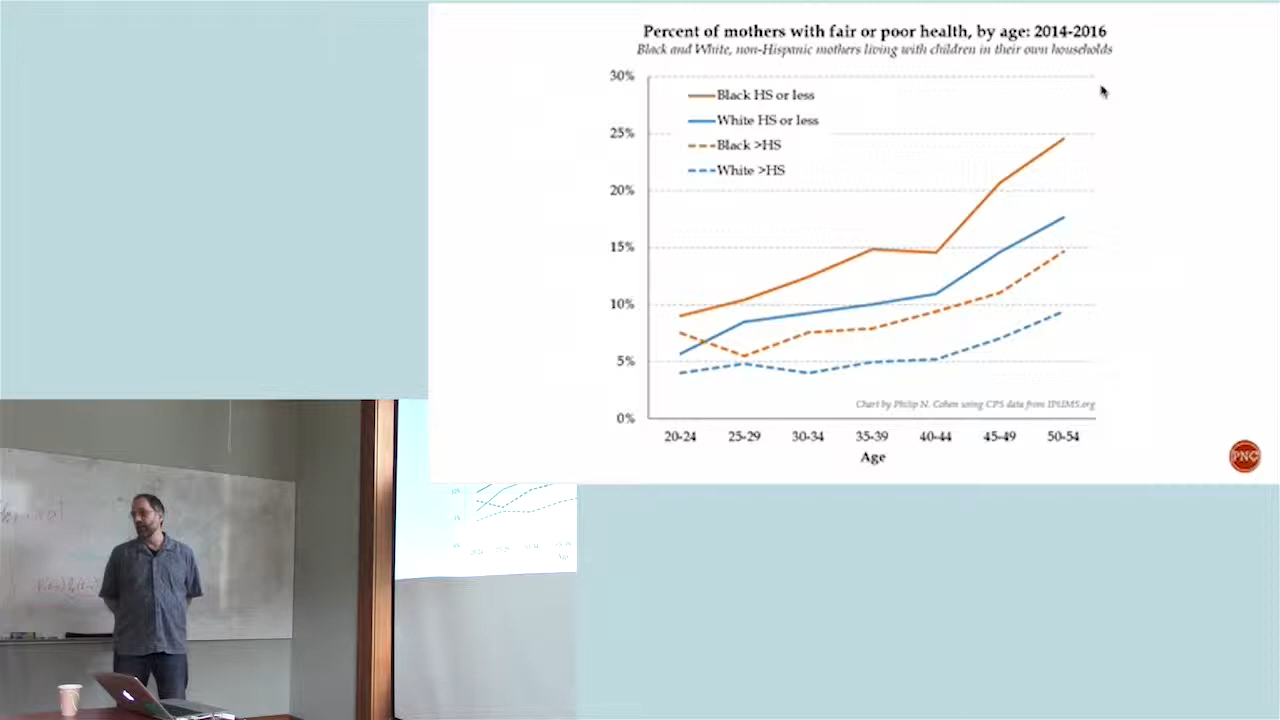 Percent of mothers with fair or poor health, by age: 2014-2016
Black and White, non-Hispanic mothers living with children in their own households
30%
25%
20%
15%
10%
5%
0%
Black HS or less
White HS or less
Black >HS
White >HS
Chart by Philip N. Cohen using CPS data from IPUMS.org
20-24 25-29 30-34 35-39 40-44 45-49 50-54
Age
PNC